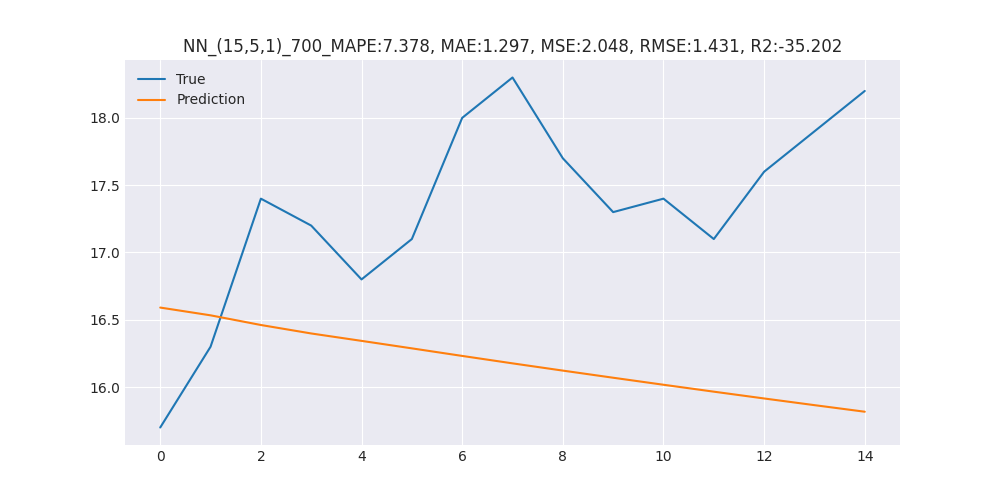 NN_(15,5,1)_700_MAPE:7.378, MAE:1.297, MSE:2.048, RMSE:1.431, R2:-35.202
True
Prediction
18.0
17.5
17.0
16.5
16.0
0 2 4 6 8 10 12 14